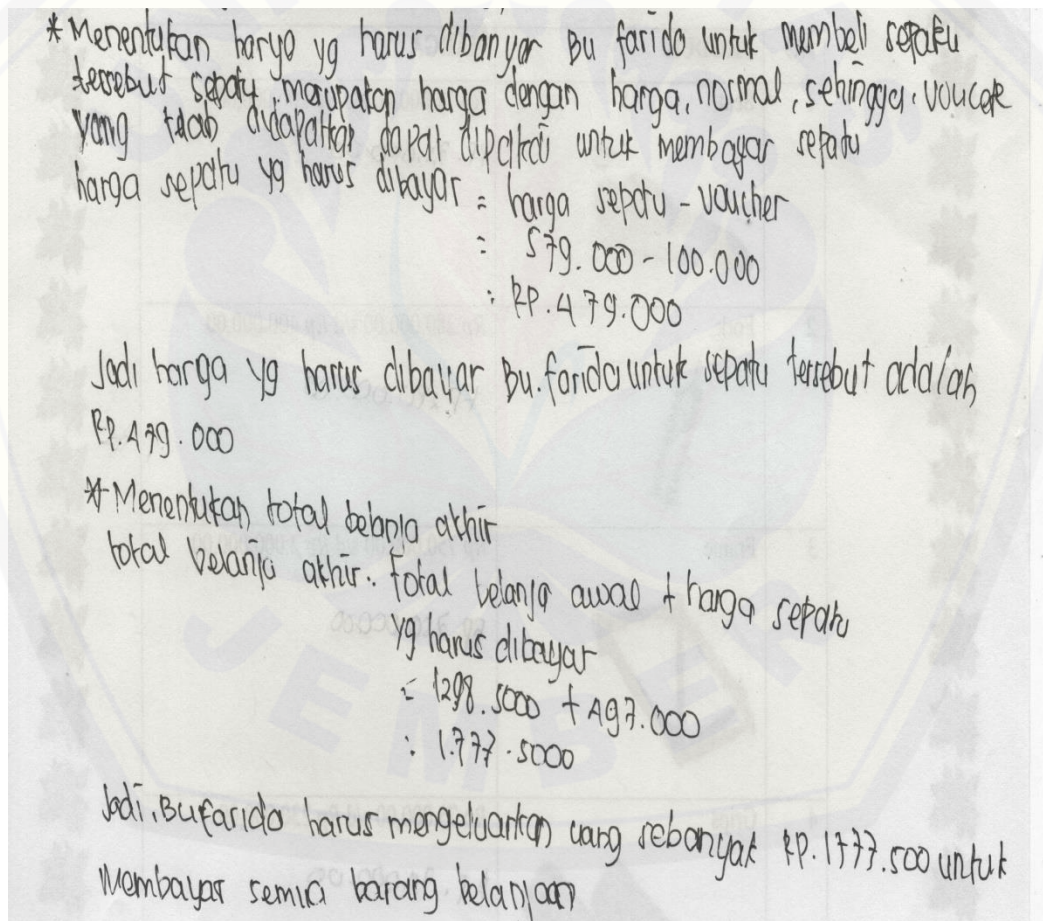 * Menentukan harga yg harus dibanyar Bu farida untuk membeli sepatu
tersebut sepatu merupakan harga dengan harga, normal, sehingga, voucer
yang telah didapatkan dapat dipakai untuk membayar sepatu
harga sepatu yg harus dibayar = harga sepatu - voucher
= 579.000 - 100.000
: RP. 479.000
Jadi harga yg harus dibayar Bu. farida untuk sepatu tersebut adalah
RP. 479.000
* Menentukan total belanja akhir
total belanja akhir. Total belanja awal + harga sepatu
yg harus dibayar
= 1298.5000 + 497.000
: 1.777.5000
Jadi, Bu farida harus mengeluarkan uang sebanyak RP. 1777.500 untuk
Membayar semua barang belanjaan
JEMBER